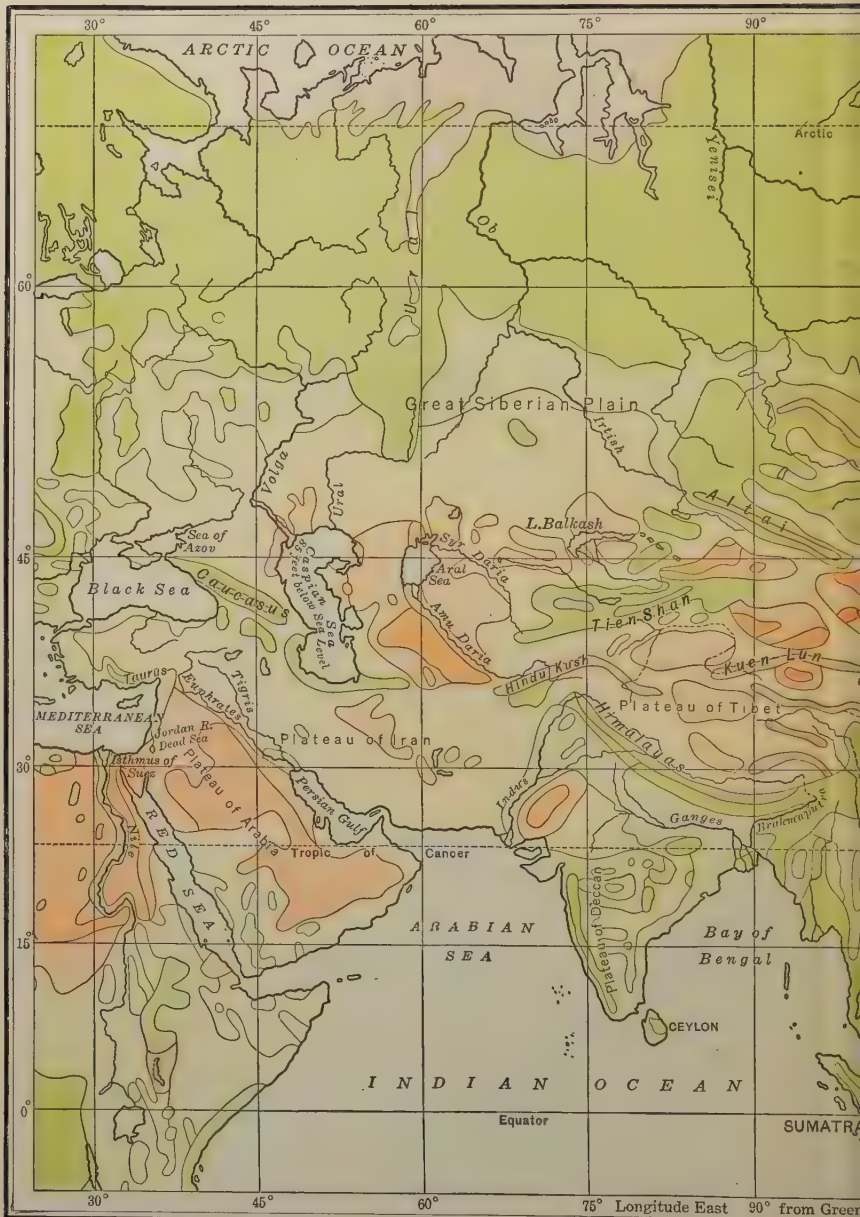 30° 45° 60° 75° 90°
ARCTIC OCEAN
Arctic
Yenisei
Ob
60°
Ural
Great Siberian Plain
Irtish
Volga
Ural
Altai
L.Balkash
Sea of
Azov
Syr Daria
45°
Caspian Sea
85 feet below Sea Level
Aral
Sea
Black Sea
Caucasus
Tien Shan
Amu Daria
Kuen-Lun
Taurus
Tigris
Hindu Kush
Euphrates
Plateau of Tibet
MEDITERRANEAN
SEA
Jordan R.
Dead Sea
Plateau of Iran
Himalayas
Isthmus of
Suez
30°
Plateau of Arabia
Persian Gulf
Indus
Ganges
Brahmaputra
Nile
RED SEA
Tropic of Cancer
Plateau of Deccan
ARABIAN
SEA
15°
Bay of
Bengal
CEYLON
INDIAN OCEAN
0°
Equator
SUMATRA
30° 45° 60° 75° Longitude East 90° from Green